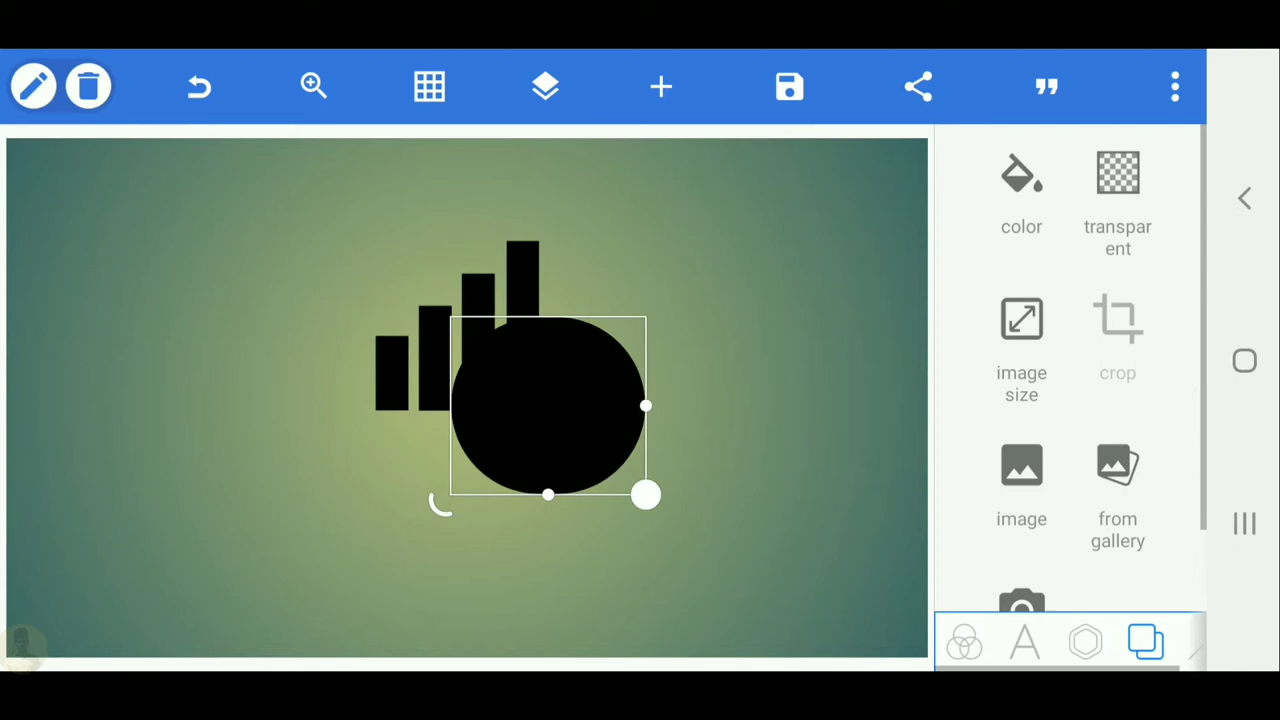 color
transpar
ent
image
size
crop
image
from
gallery